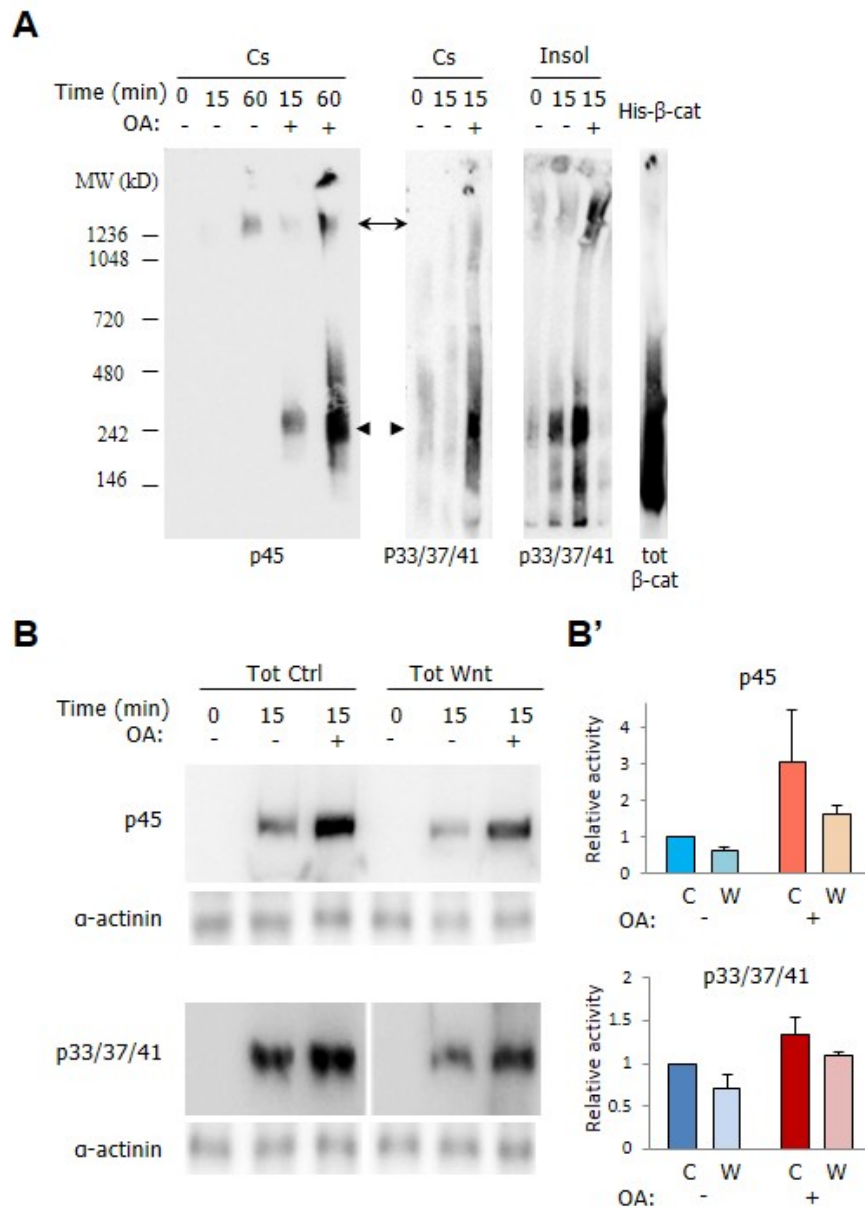 A
Cs Cs Insol
Time (min) 0 15 60 15 60 0 15 15 0 15 15 His-β-cat
OA: - - - + + - - + - - +
MW (kD)
1236
1048
720
480
242
146
p45 P33/37/41 p33/37/41 tot
β-cat
B
Tot Ctrl Tot Wnt
Time (min) 0 15 15 0 15 15
OA: - - + - - +
p45
α-actinin
p33/37/41
α-actinin
B’
p45
Relative activity
4
3
2
1
0
C W C W
OA: - +
p33/37/41
Relative activity
2
1.5
1
0.5
0
C W C W
OA: - +